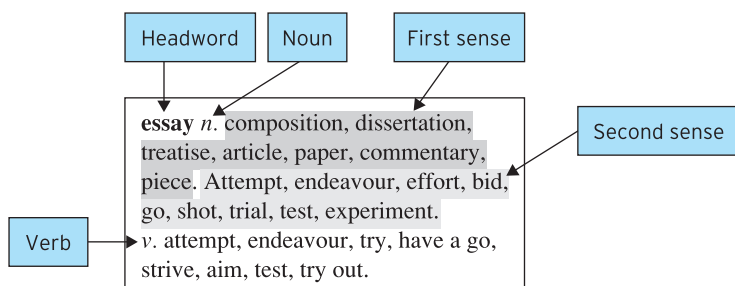 Headword
Noun
First sense
essay n. composition, dissertation,
treatise, article, paper, commentary,
piece. Attempt, endeavour, effort, bid,
go, shot, trial, test, experiment.
Second sense
Verb
v. attempt, endeavour, try, have a go,
strive, aim, test, try out.